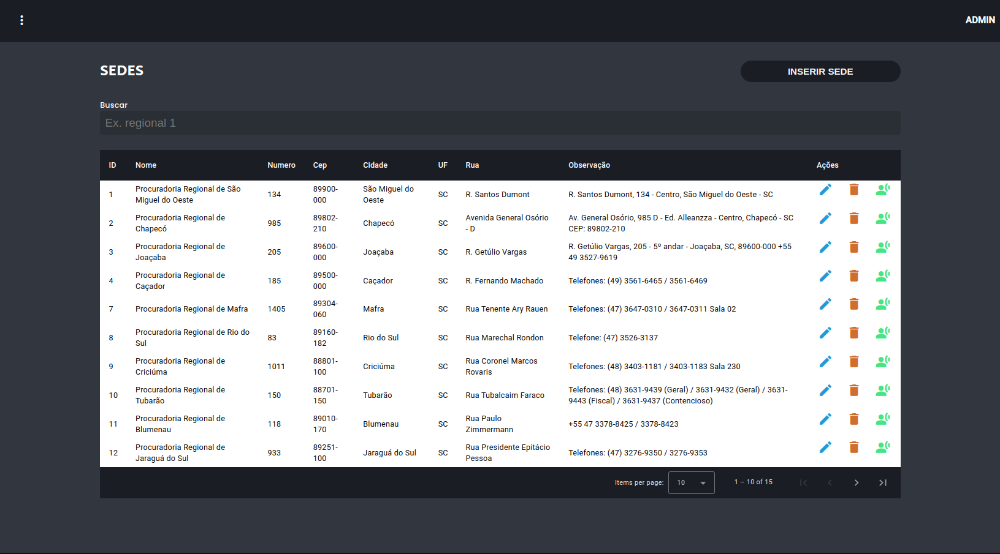 ADMIN
SEDES
INSERIR SEDE
Buscar
Ex. regional 1
ID Nome Numero Cep Cidade UF Rua Observação Ações
1 Procuradoria Regional de São Miguel do Oeste 134 89900-000 São Miguel do Oeste SC R. Santos Dumont R. Santos Dumont, 134 - Centro, São Miguel do Oeste - SC
2 Procuradoria Regional de Chapecó 985 89802-210 Chapecó SC Avenida General Osório - D Av. General Osório, 985 D - Ed. Alleanzza - Centro, Chapecó - SC CEP: 89802-210
3 Procuradoria Regional de Joaçaba 205 89600-000 Joaçaba SC R. Getúlio Vargas R. Getúlio Vargas, 205 - 5º andar - Joaçaba, SC, 89600-000 +55 49 3527-9619
4 Procuradoria Regional de Caçador 185 89500-000 Caçador SC R. Fernando Machado Telefones: (49) 3561-6465 / 3561-6469
7 Procuradoria Regional de Mafra 1405 89304-060 Mafra SC Rua Tenente Ary Rauen Telefones: (47) 3647-0310 / 3647-0311 Sala 02
8 Procuradoria Regional de Rio do Sul 83 89160-182 Rio do Sul SC Rua Marechal Rondon Telefone: (47) 3526-3137
9 Procuradoria Regional de Criciúma 1011 88801-100 Criciúma SC Rua Coronel Marcos Rovaris Telefones: (48) 3403-1181 / 3403-1183 Sala 230
10 Procuradoria Regional de Tubarão 150 88701-150 Tubarão SC Rua Tubalcaim Faraco Telefones: (48) 3631-9439 (Geral) / 3631-9432 (Geral) / 3631-9443 (Fiscal) / 3631-9437 (Contencioso)
11 Procuradoria Regional de Blumenau 118 89010-170 Blumenau SC Rua Paulo Zimmermann +55 47 3378-8425 / 3378-8423
12 Procuradoria Regional de Jaraguá do Sul 933 89251-100 Jaraguá do Sul SC Rua Presidente Epitácio Pessoa Telefones: (47) 3276-9350 / 3276-9353
Items per page: 10 1 – 10 of 15